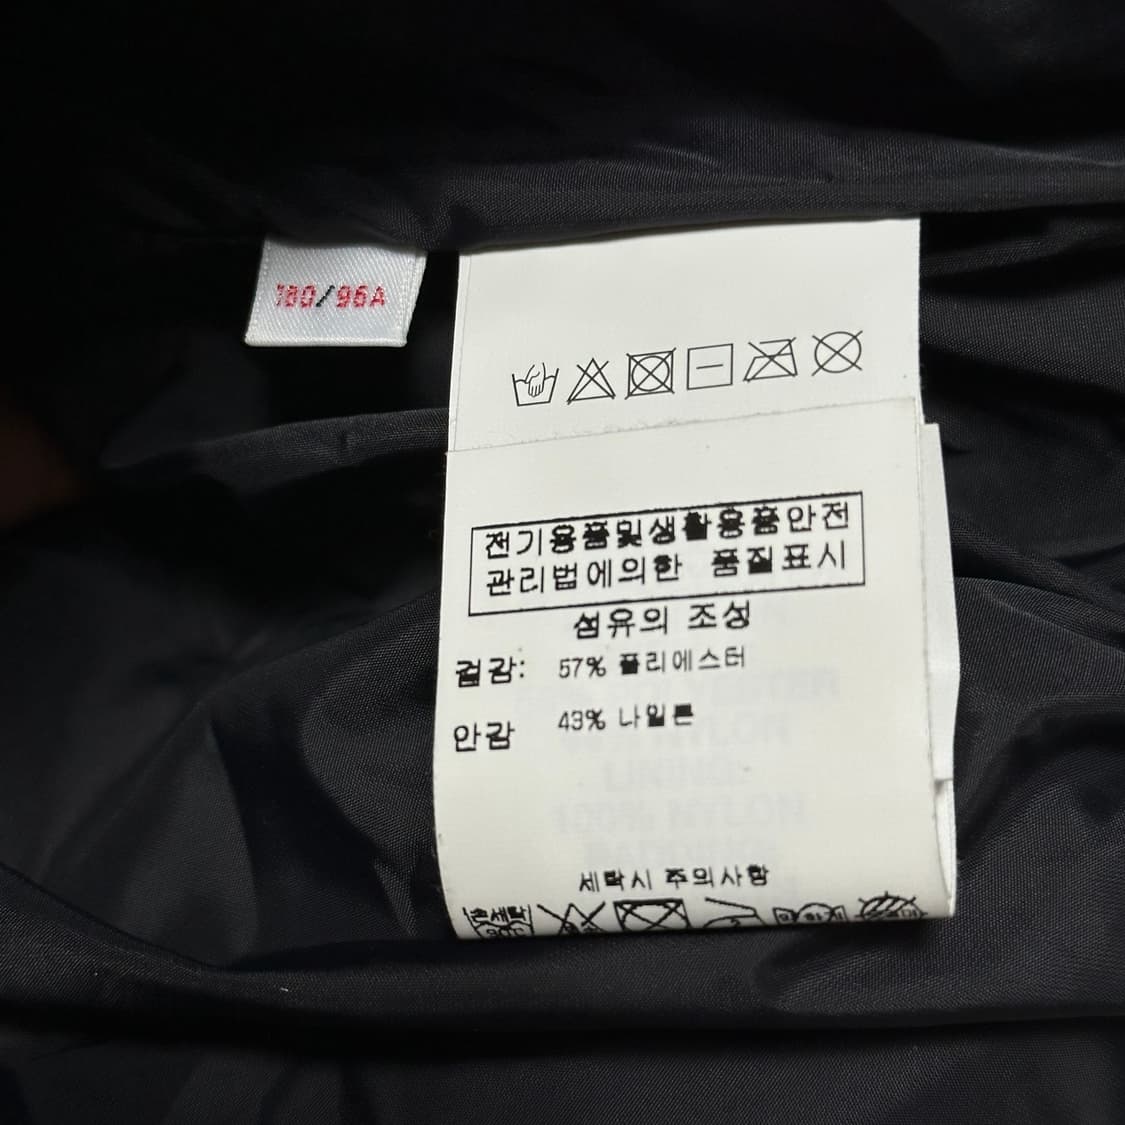 180/96A
전기용품및생활용품안전
관리법에의한 품질표시
섬유의 조성
겉감: 57% 폴리에스터
안감 43% 나일론
세탁시 주의사항